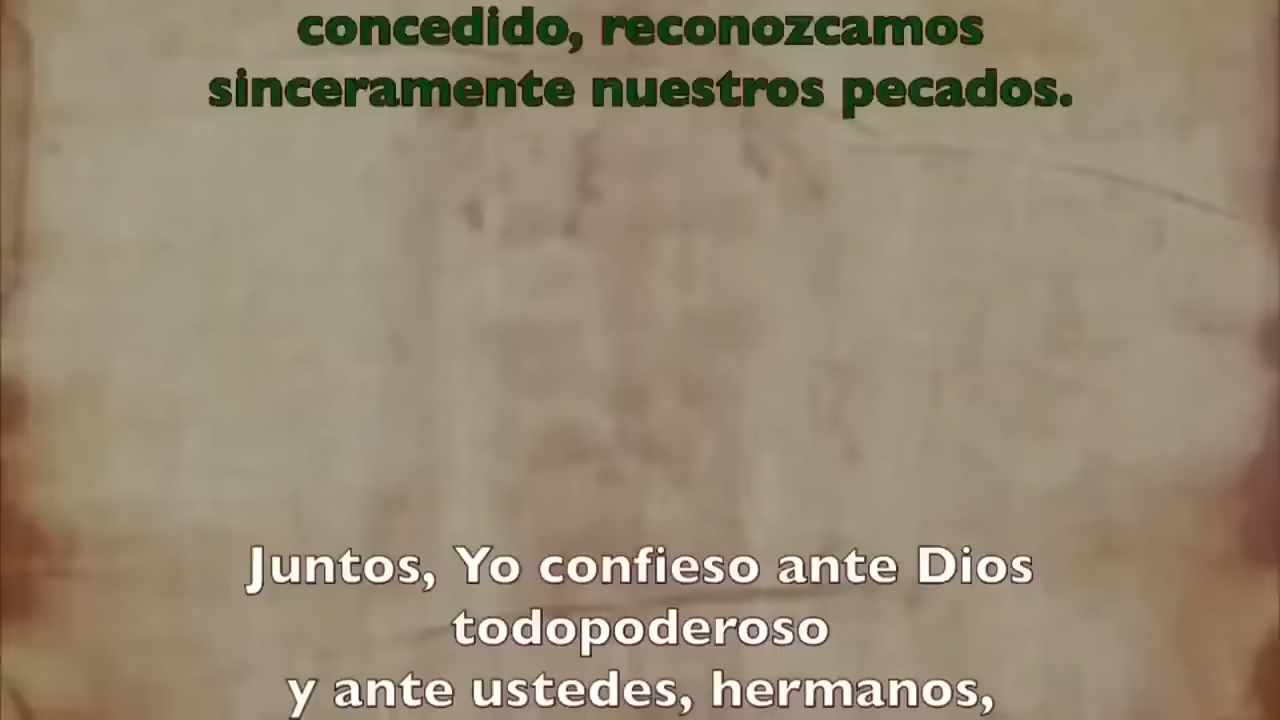 concedido, reconozcamos
sinceramente nuestros pecados.
Juntos, Yo confieso ante Dios
todopoderoso
y ante ustedes, hermanos,